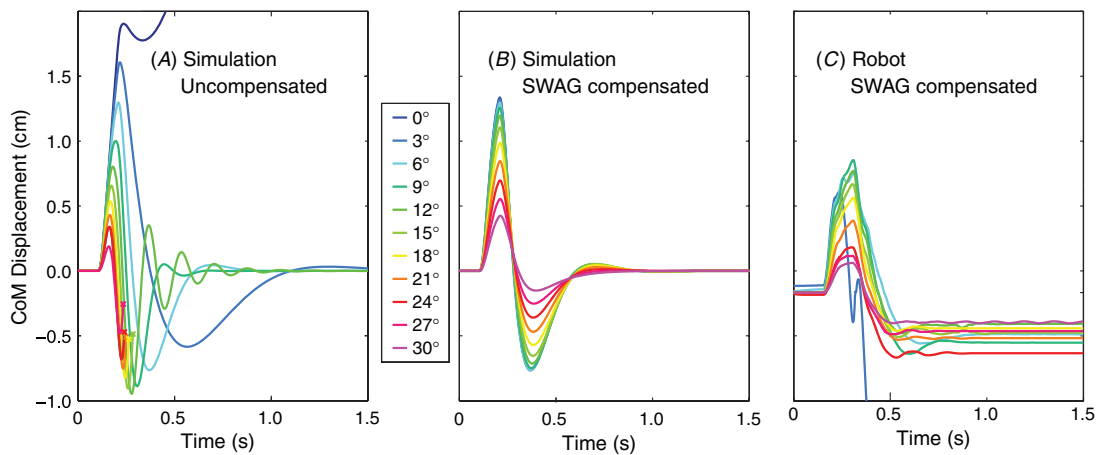 (A) Simulation
Uncompensated
(B) Simulation
SWAG compensated
(C) Robot
SWAG compensated
CoM Displacement (cm)
1.5
1.0
0.5
0.0
−0.5
−1.0
0°
3°
6°
9°
12°
15°
18°
21°
24°
27°
30°
0 0.5 1.0 1.5
0 0.5 1.0 1.5
0 0.5 1.0 1.5
Time (s)
Time (s)
Time (s)